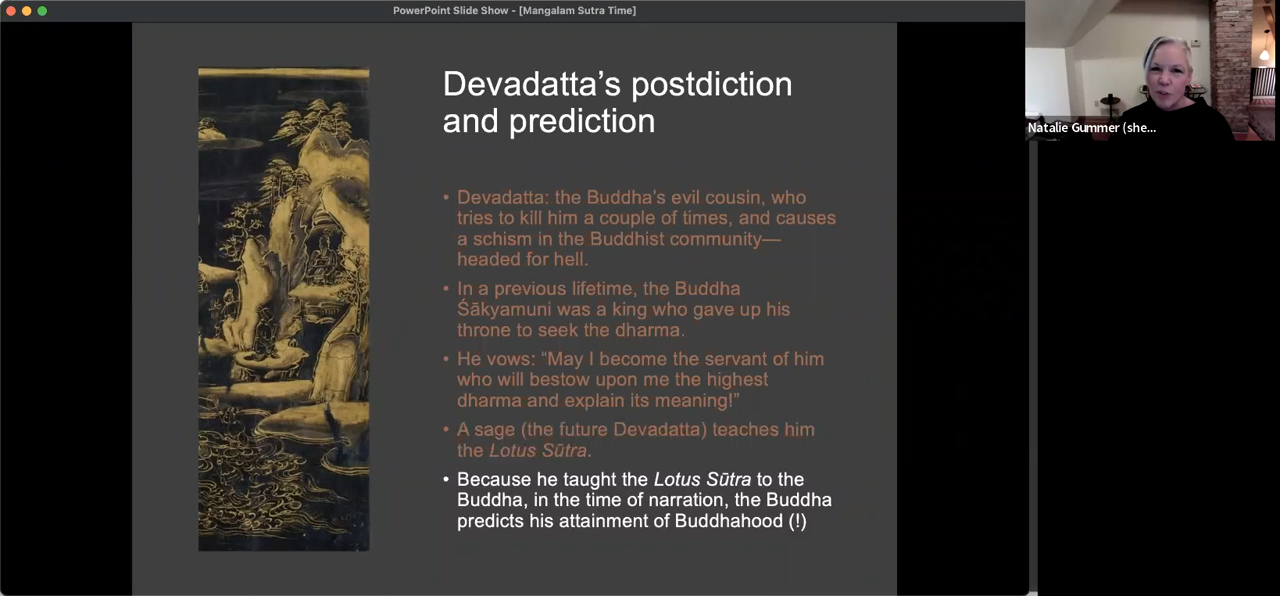 PowerPoint Slide Show - [Mangalam Sutra Time]
Devadatta’s postdiction
and prediction
• Devadatta: the Buddha’s evil cousin, who
tries to kill him a couple of times, and causes
a schism in the Buddhist community—
headed for hell.
• In a previous lifetime, the Buddha
Śākyamuni was a king who gave up his
throne to seek the dharma.
• He vows: “May I become the servant of him
who will bestow upon me the highest
dharma and explain its meaning!”
• A sage (the future Devadatta) teaches him
the Lotus Sūtra.
• Because he taught the Lotus Sūtra to the
Buddha, in the time of narration, the Buddha
predicts his attainment of Buddhahood (!)
Natalie Gummer (she...